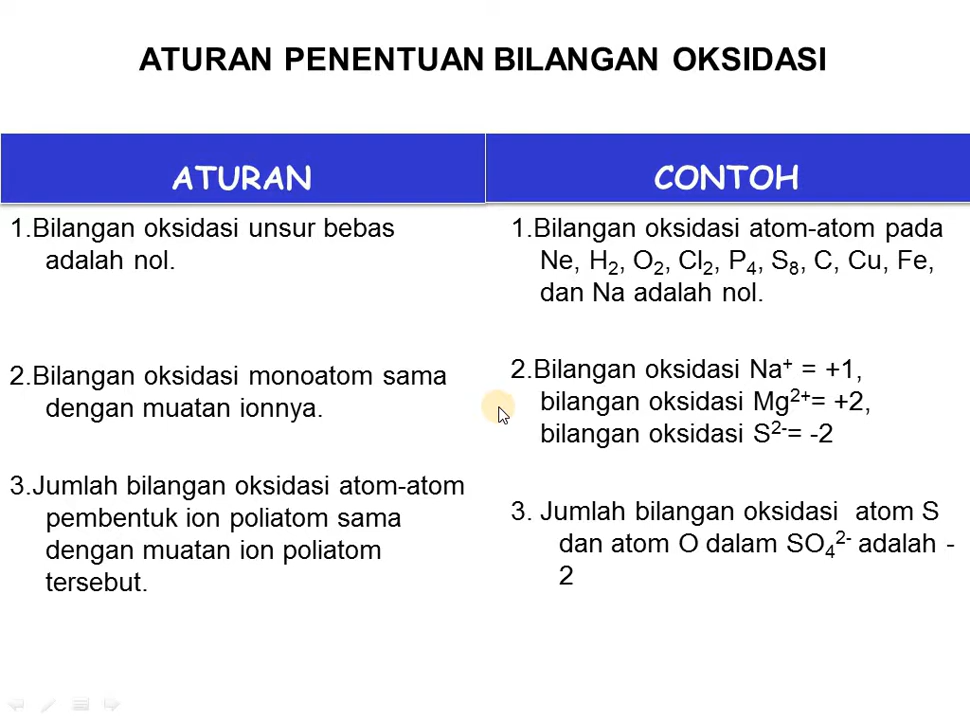 ATURAN PENENTUAN BILANGAN OKSIDASI
ATURAN
CONTOH
1.Bilangan oksidasi unsur bebas
adalah nol.
1.Bilangan oksidasi atom-atom pada
Ne, H₂, O₂, Cl₂, P₄, S₈, C, Cu, Fe,
dan Na adalah nol.
2.Bilangan oksidasi monoatom sama
dengan muatan ionnya.
2.Bilangan oksidasi Na⁺ = +1,
bilangan oksidasi Mg²⁺= +2,
bilangan oksidasi S²⁻= -2
3.Jumlah bilangan oksidasi atom-atom
pembentuk ion poliatom sama
dengan muatan ion poliatom
tersebut.
3. Jumlah bilangan oksidasi atom S
dan atom O dalam SO₄²⁻ adalah -
2